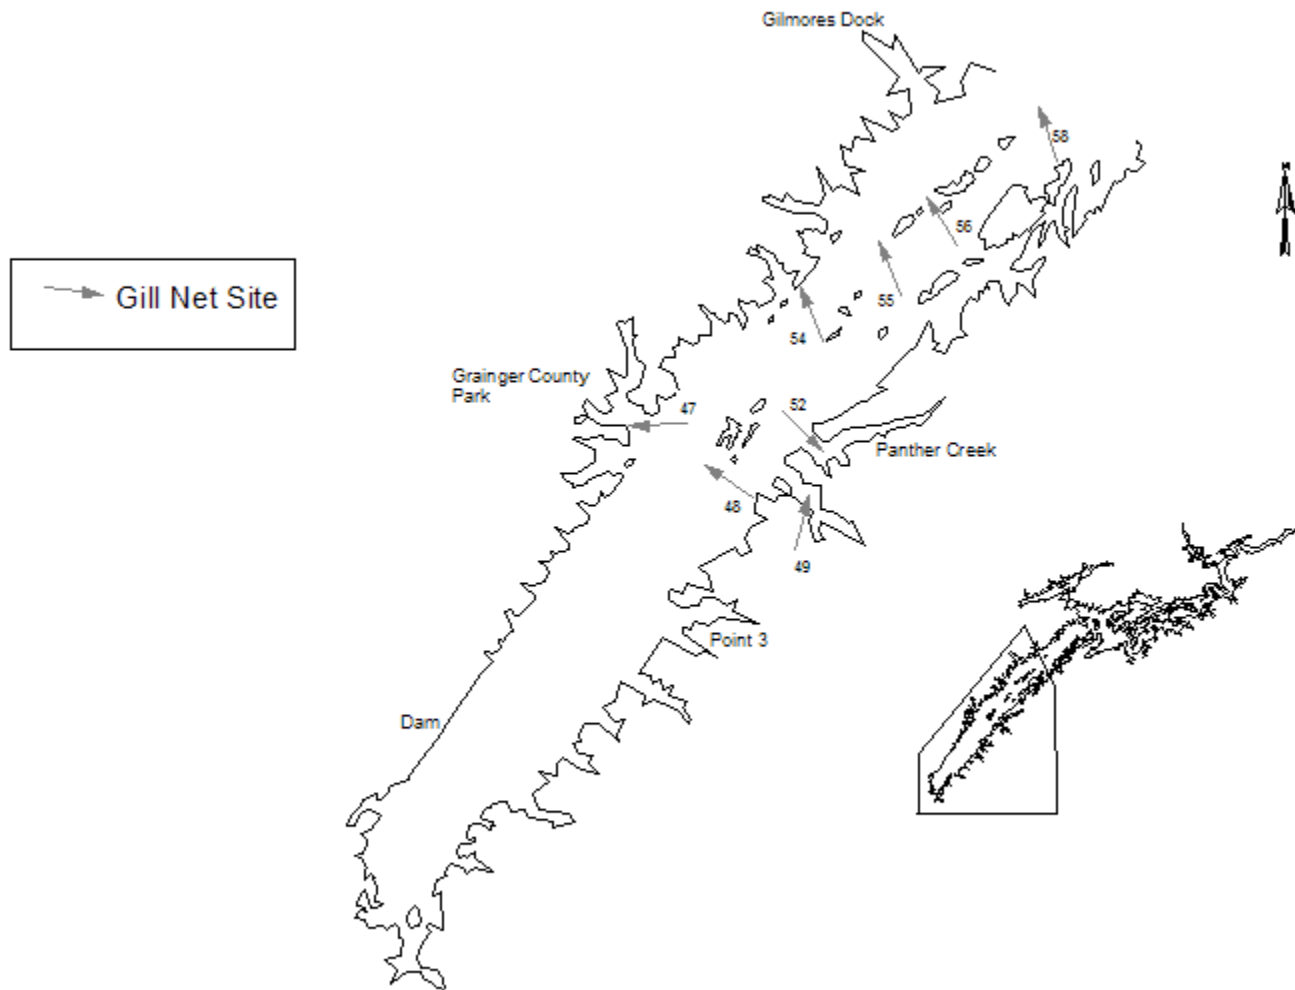 Gilmores Dock
58
56
55
54
Gill Net Site
Grainger County
Park
47
52
Panther Creek
48
49
Point 3
Dam